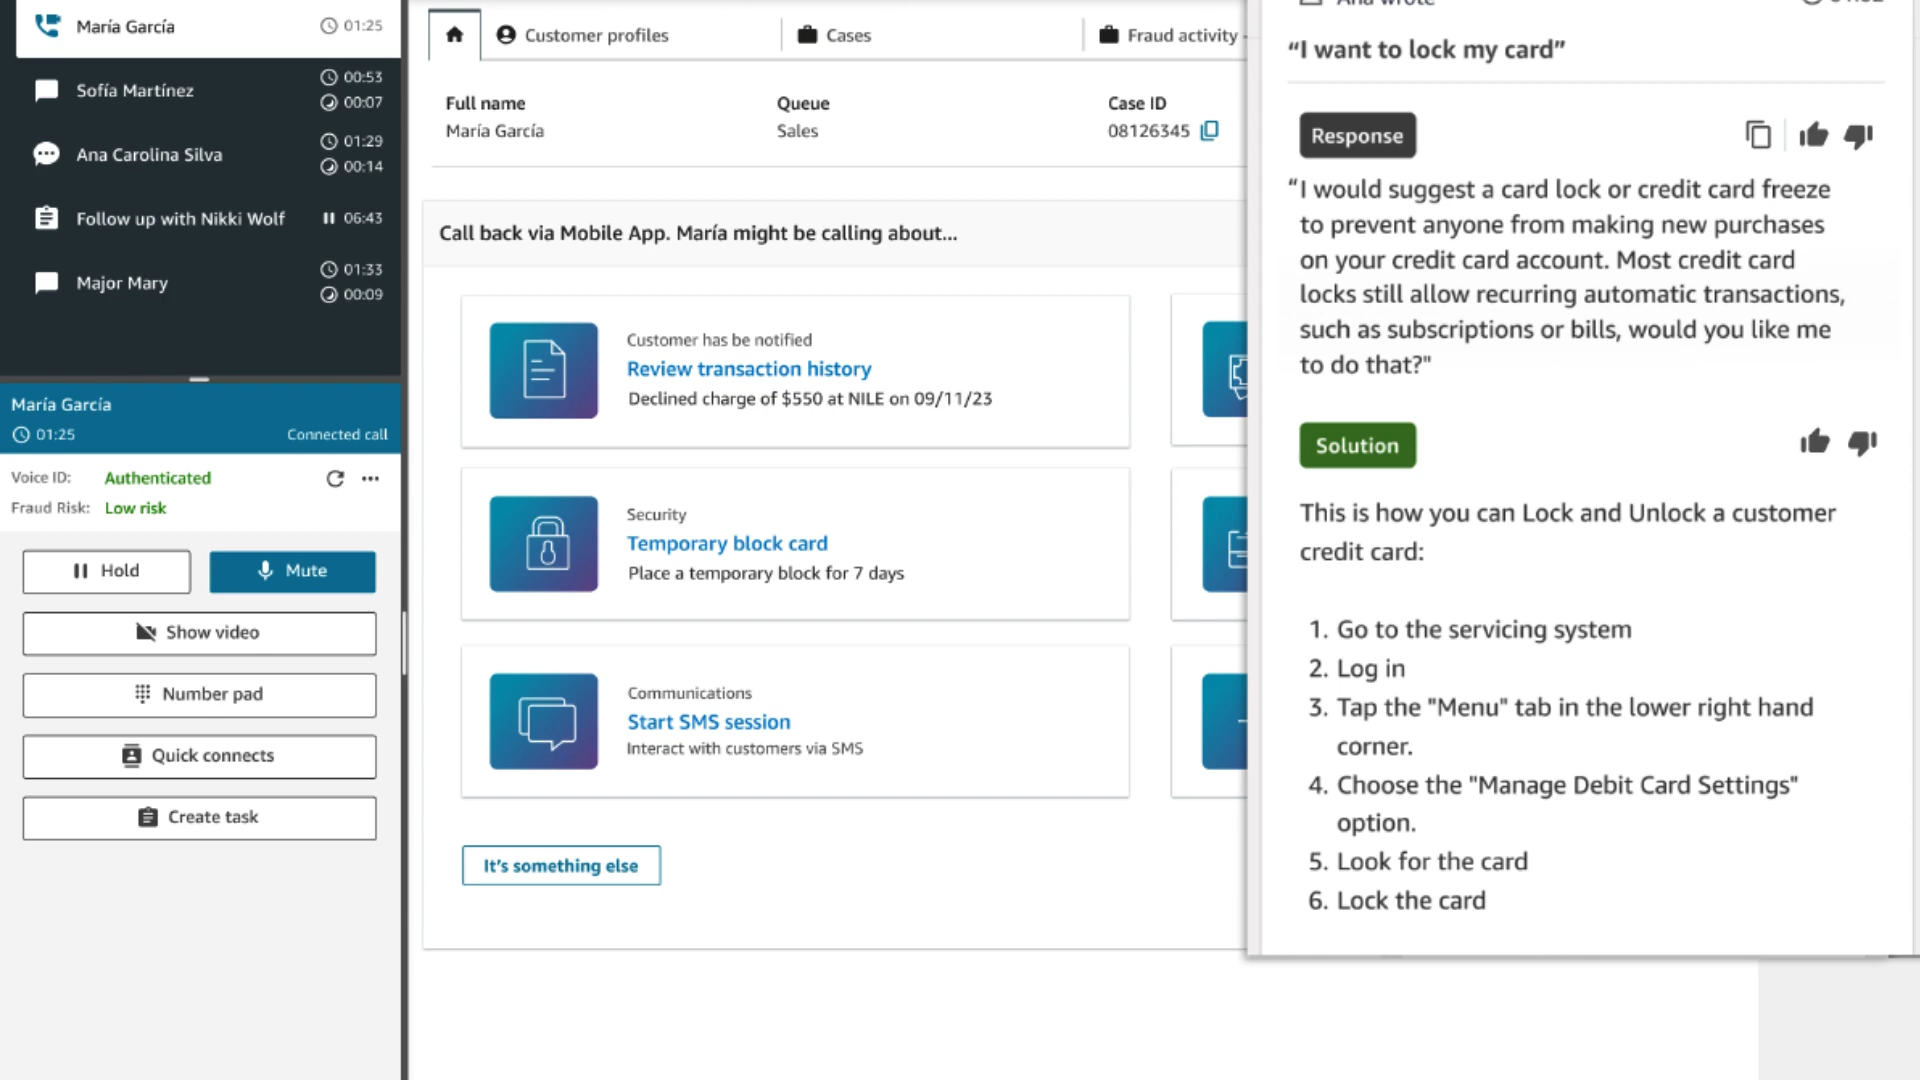 María García
01:25
Sofía Martínez
00:53
00:07
Ana Carolina Silva
01:29
00:14
Follow up with Nikki Wolf
06:43
Major Mary
01:33
00:09
María García
01:25
Connected call
Voice ID: Authenticated
Fraud Risk: Low risk
Hold
Mute
Show video
Number pad
Quick connects
Create task
Customer profiles
Cases
Fraud activity
Full name
María García
Queue
Sales
Case ID
08126345
Call back via Mobile App. María might be calling about...
Customer has be notified
Review transaction history
Declined charge of $550 at NILE on 09/11/23
Security
Temporary block card
Place a temporary block for 7 days
Communications
Start SMS session
Interact with customers via SMS
It's something else
Ana wrote
“I want to lock my card”
Response
“I would suggest a card lock or credit card freeze
to prevent anyone from making new purchases
on your credit card account. Most credit card
locks still allow recurring automatic transactions,
such as subscriptions or bills, would you like me
to do that?"
Solution
This is how you can Lock and Unlock a customer
credit card:
1. Go to the servicing system
2. Log in
3. Tap the "Menu" tab in the lower right hand
corner.
4. Choose the "Manage Debit Card Settings"
option.
5. Look for the card
6. Lock the card